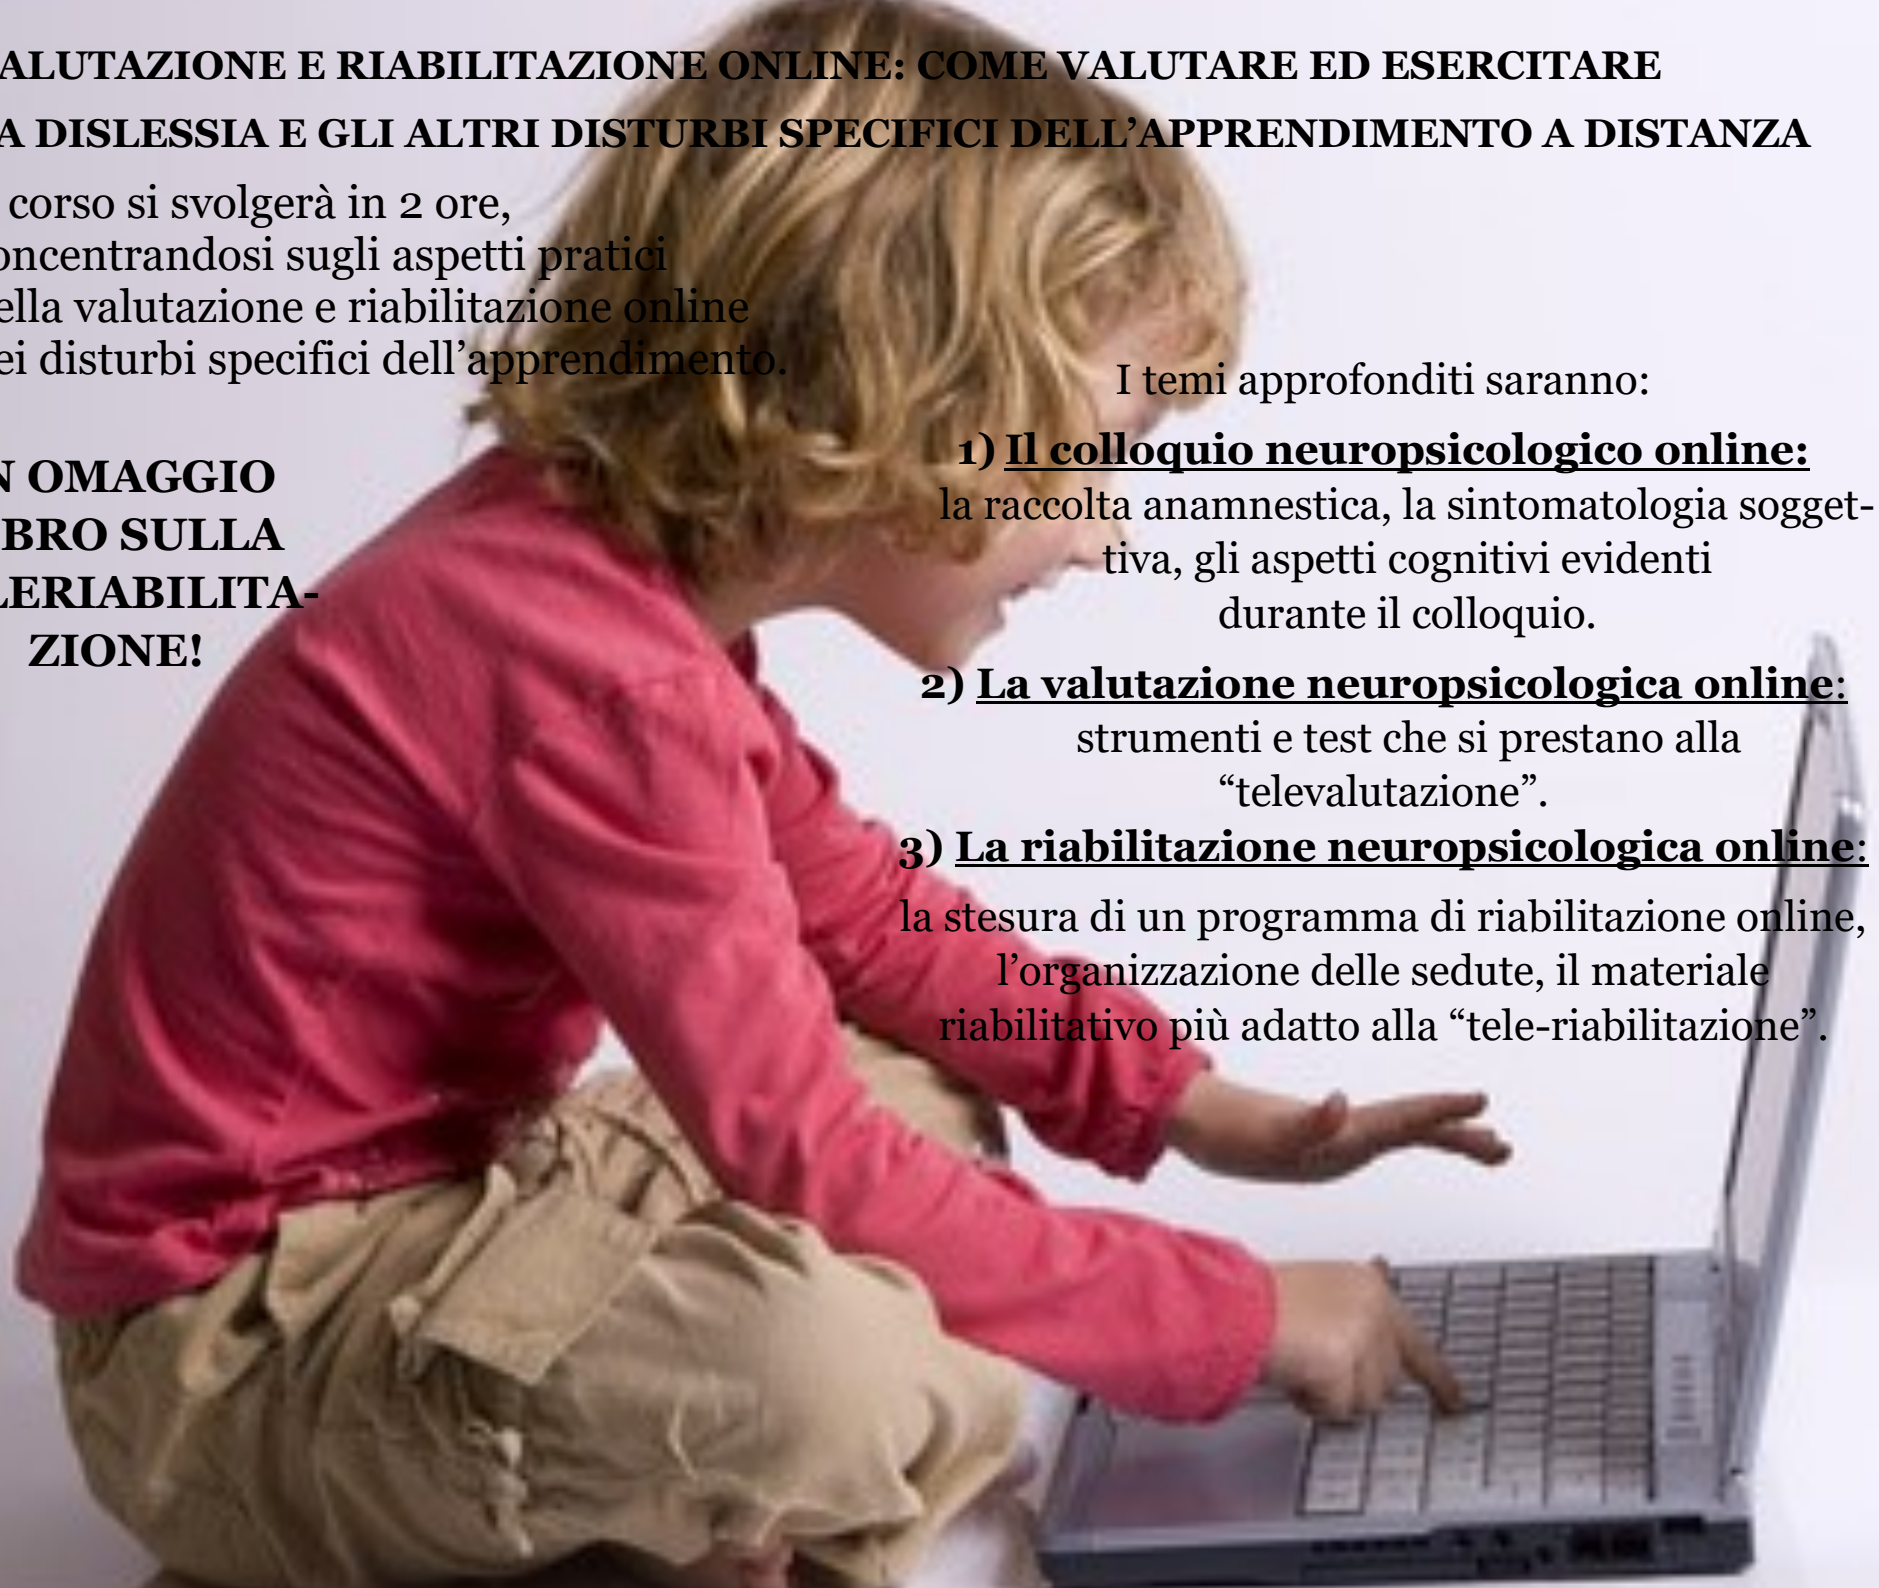 ALUTAZIONE E RIABILITAZIONE ONLINE: COME VALUTARE ED ESERCITARE
A DISLESSIA E GLI ALTRI DISTURBI SPECIFICI DELL’APPRENDIMENTO A DISTANZA
corso si svolgerà in 2 ore,
oncentrandosi sugli aspetti pratici
ella valutazione e riabilitazione online
ei disturbi specifici dell’apprendimento.
N OMAGGIO
BRO SULLA
LERIABILITA-
ZIONE!
I temi approfonditi saranno:
1) Il colloquio neuropsicologico online:
la raccolta anamnestica, la sintomatologia sogget-
tiva, gli aspetti cognitivi evidenti
durante il colloquio.
2) La valutazione neuropsicologica online:
strumenti e test che si prestano alla
“televalutazione”.
3) La riabilitazione neuropsicologica online:
la stesura di un programma di riabilitazione online,
l’organizzazione delle sedute, il materiale
riabilitativo più adatto alla “tele-riabilitazione”.